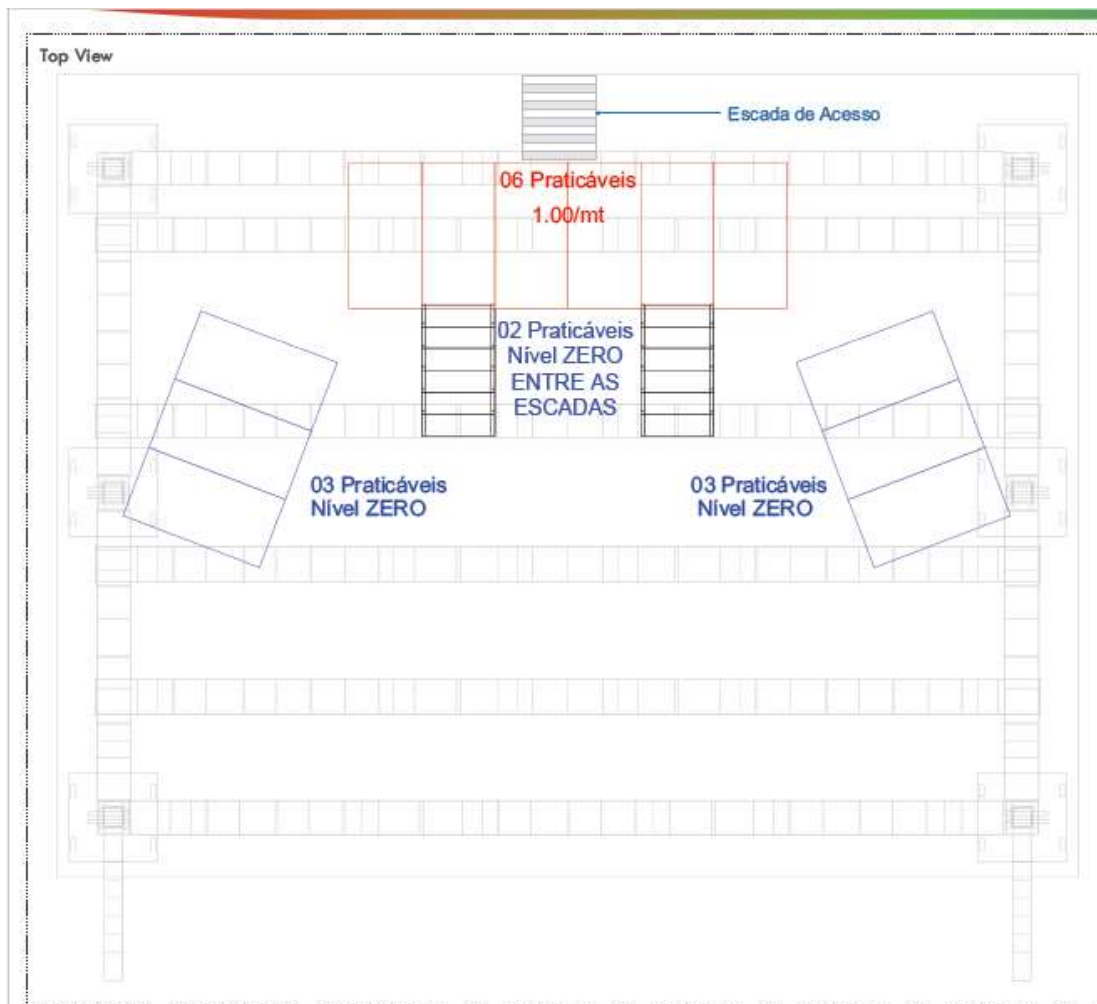 Top View
Escada de Acesso
06 Praticáveis
1.00/mt
02 Praticáveis
Nível ZERO
ENTRE AS
ESCADAS
03 Praticáveis
Nível ZERO
03 Praticáveis
Nível ZERO